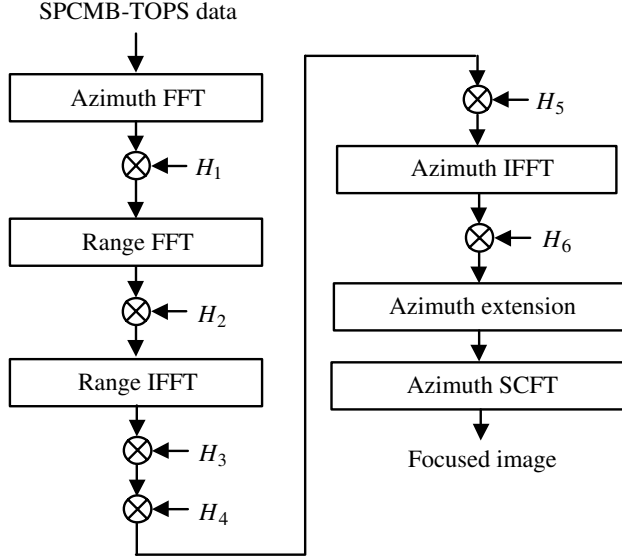 SPCMB-TOPS data
Azimuth FFT
H1
Range FFT
H2
Range IFFT
H3
H4
H5
Azimuth IFFT
H6
Azimuth extension
Azimuth SCFT
Focused image